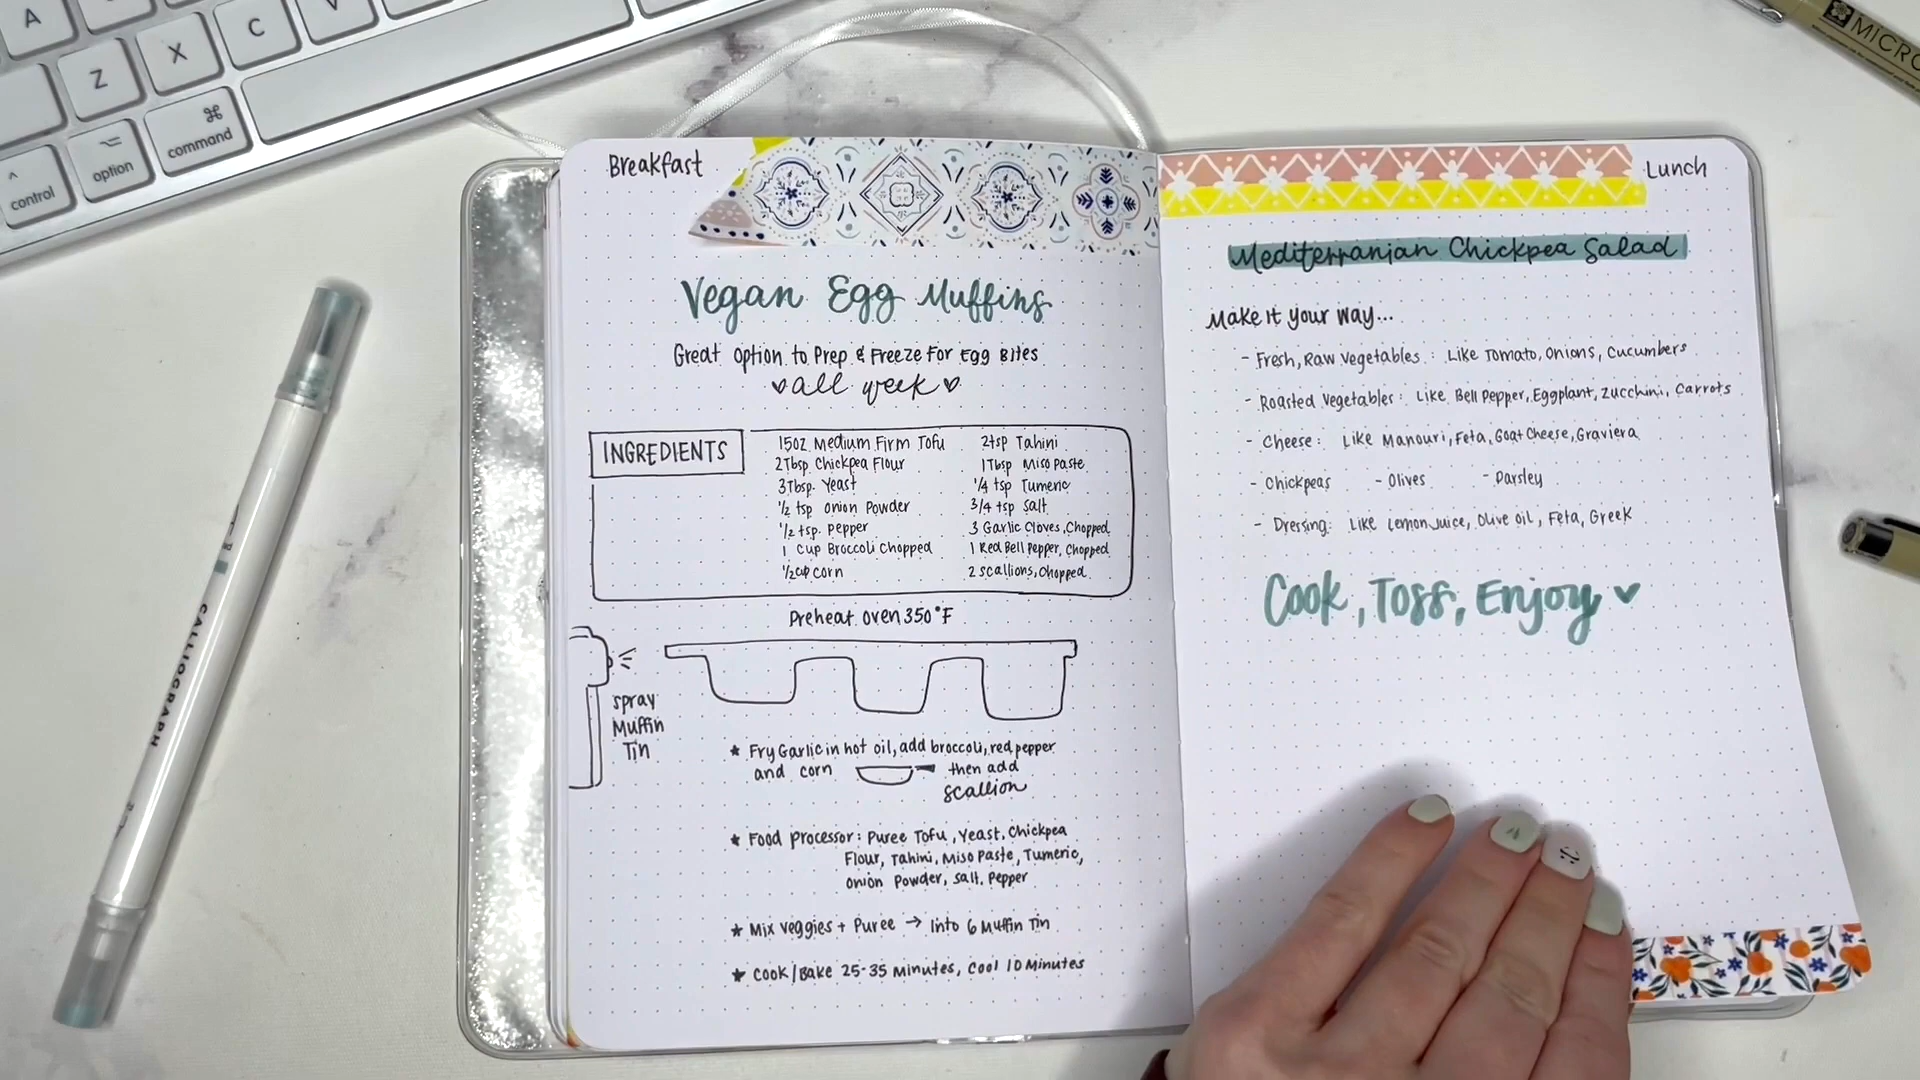 A
Z
X
C
V
control
⌥
option
⌘
command
MICRO
CALLIOGRAPH
Breakfast
Vegan Egg Muffins
Great option to Prep & Freeze For Egg Bites
♡ all week ♡
INGREDIENTS
15oz Medium Firm Tofu
2Tbsp Chickpea Flour
3Tbsp. Yeast
1/2 tsp onion Powder
1/2 tsp. pepper
1 cup Broccoli Chopped
1/2 cup corn
2tsp Tahini
1 Tbsp Miso Paste
1/4 tsp Tumeric
3/4 tsp salt
3 Garlic Cloves, Chopped
1 Red Bell Pepper, Chopped
2 scallions, Chopped
Preheat oven 350°F
spray
Muffin
Tin
★ Fry Garlic in hot oil, add broccoli, red pepper
and corn
then add
scallion
★ Food processor: Puree Tofu, Yeast, Chickpea
Flour, Tahini, Miso Paste, Tumeric,
onion Powder, salt, pepper
★ Mix veggies + Puree → Into 6 Muffin Tin
★ Cook/Bake 25-35 Minutes, Cool 10 Minutes
Lunch
Mediterranian Chickpea Salad
Make it your way...
- Fresh, Raw Vegetables: Like Tomato, Onions, Cucumbers
- Roasted Vegetables: Like Bell Pepper, Eggplant, Zucchini, Carrots
- Cheese: Like Manouri, Feta, Goat Cheese, Graviera
- Chickpeas - Olives - Parsley
- Dressing: Like Lemon Juice, Olive oil, Feta, Greek
Cook, Toss, Enjoy ♥